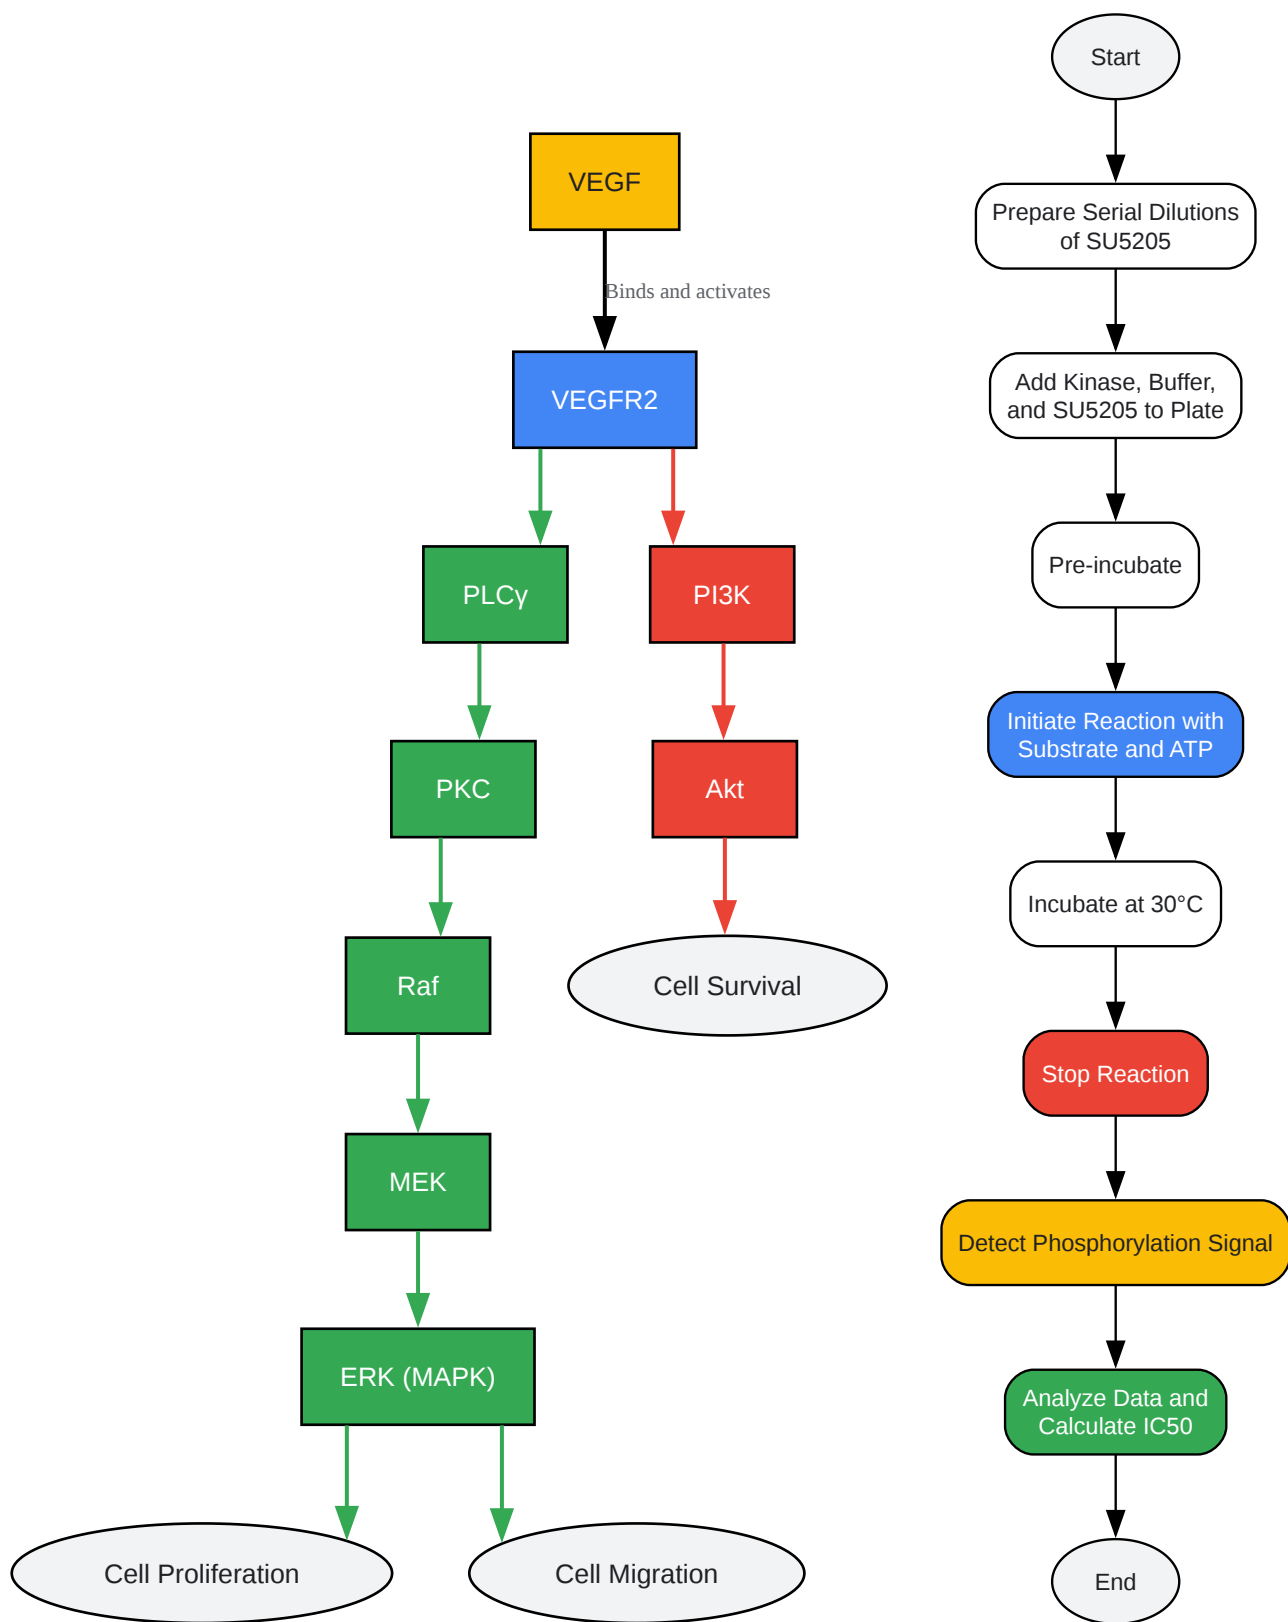 VEGF
Binds and activates
VEGFR2
PLCγ
PI3K
PKC
Akt
Raf
Cell Survival
MEK
ERK (MAPK)
Cell Proliferation
Cell Migration
Start
Prepare Serial Dilutions
of SU5205
Add Kinase, Buffer,
and SU5205 to Plate
Pre-incubate
Initiate Reaction with
Substrate and ATP
Incubate at 30°C
Stop Reaction
Detect Phosphorylation Signal
Analyze Data and
Calculate IC50
End